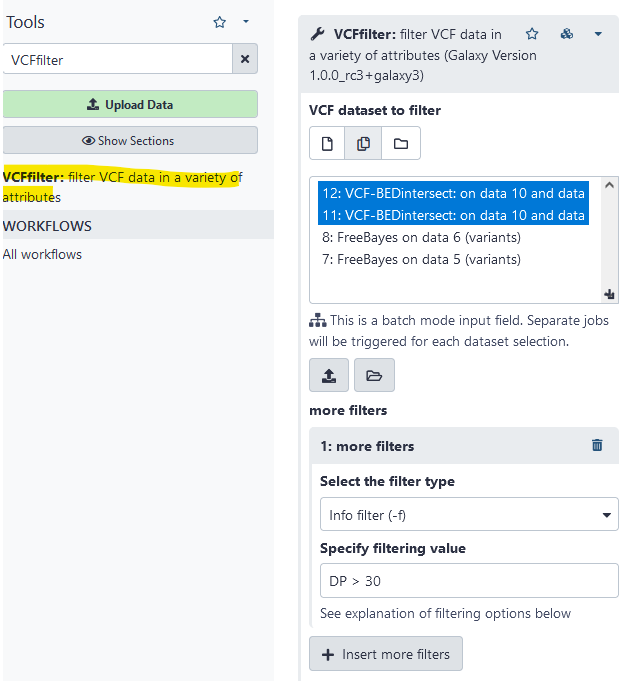 Tools
VCFfilter
Upload Data
Show Sections
VCFfilter: filter VCF data in a variety of
attributes
WORKFLOWS
All workflows
VCFfilter: filter VCF data in
a variety of attributes (Galaxy Version
1.0.0_rc3+galaxy3)
VCF dataset to filter
12: VCF-BEDintersect: on data 10 and data
11: VCF-BEDintersect: on data 10 and data
8: FreeBayes on data 6 (variants)
7: FreeBayes on data 5 (variants)
This is a batch mode input field. Separate jobs
will be triggered for each dataset selection.
more filters
1: more filters
Select the filter type
Info filter (-f)
Specify filtering value
DP > 30
See explanation of filtering options below
Insert more filters